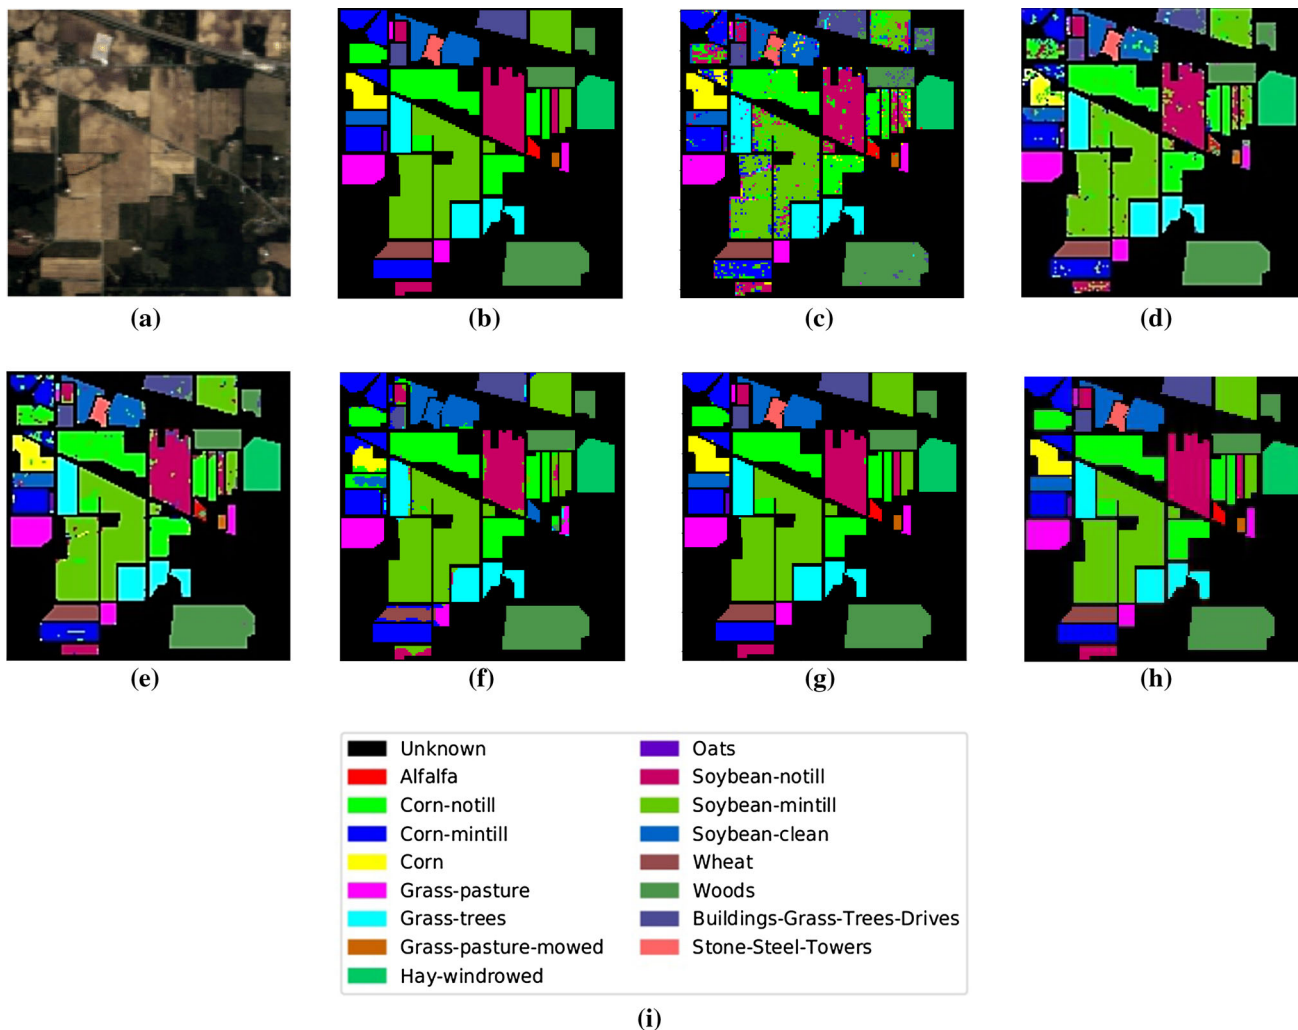 (a)
(b)
(c)
(d)
(e)
(f)
(g)
(h)
Unknown
Alfalfa
Corn-notill
Corn-mintill
Corn
Grass-pasture
Grass-trees
Grass-pasture-mowed
Hay-windrowed
Oats
Soybean-notill
Soybean-mintill
Soybean-clean
Wheat
Woods
Buildings-Grass-Trees-Drives
Stone-Steel-Towers
(i)